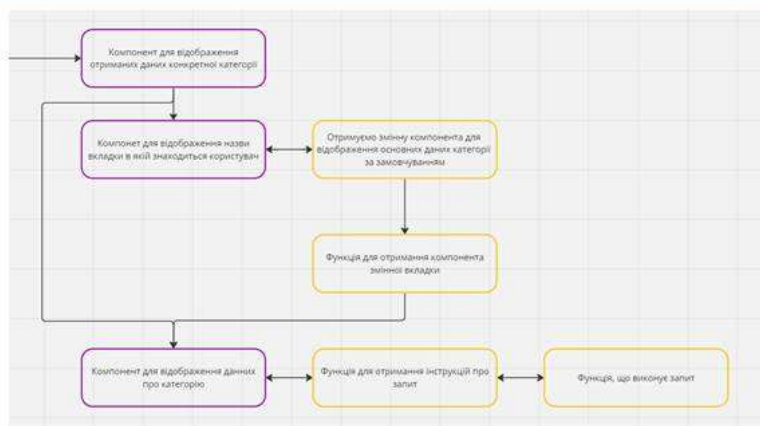 Компонент для відображення
отриманих даних конкретної категорії
Компонет для відображення назви
вкладки в якій знаходиться користувач
Отримуємо змінну компонента для
відображення основних даних категорії
за замовчуванням
Функція для отримання компонента
змінної вкладки
Компонент для відображення данних
про категорію
Функція для отримання інструкцій про
запит
Функція, що виконує запит